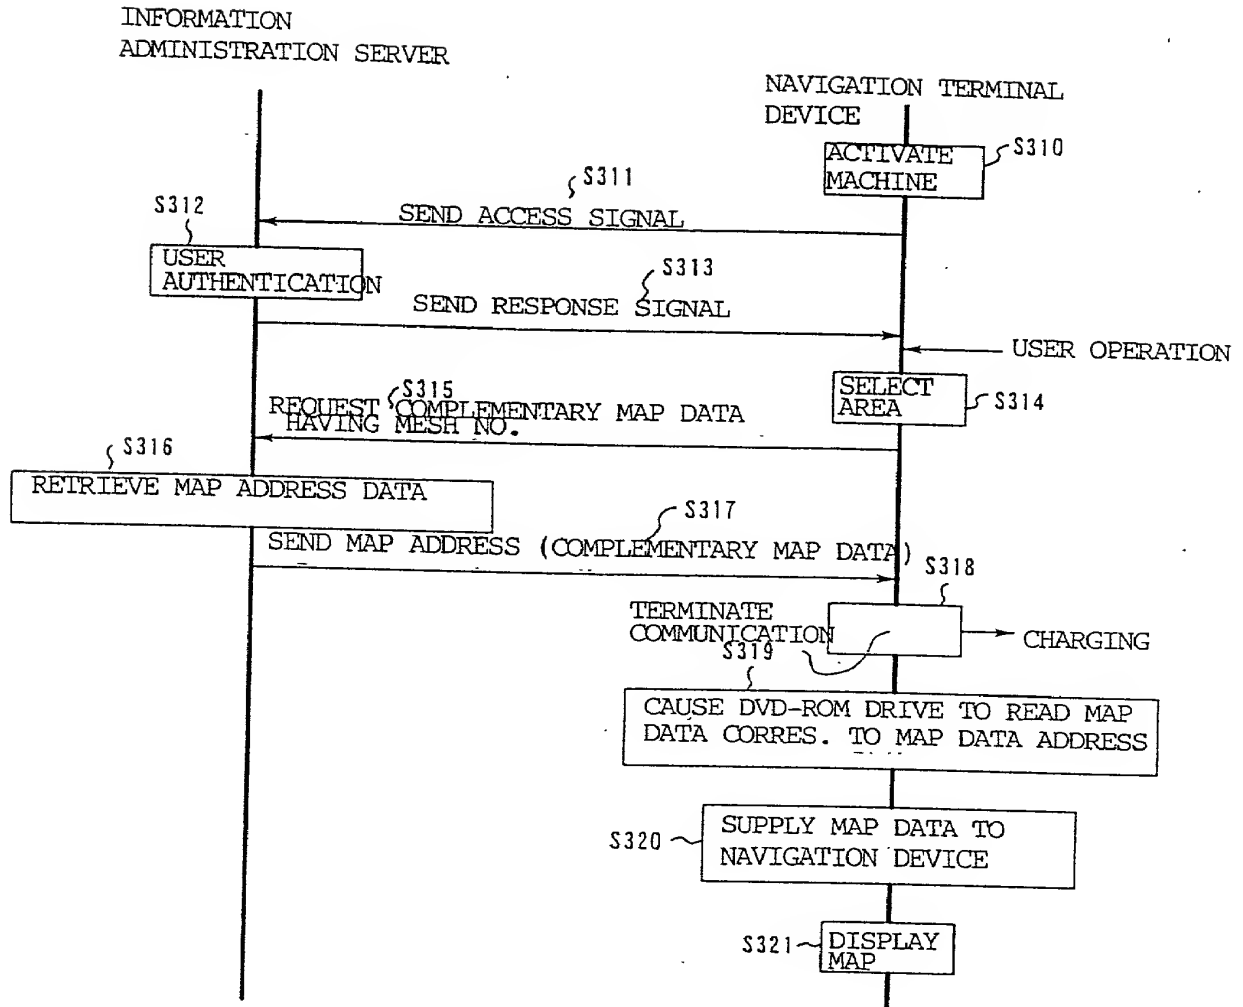 INFORMATION
ADMINISTRATION SERVER
NAVIGATION TERMINAL
DEVICE
ACTIVATE
MACHINE
S310
S311
SEND ACCESS SIGNAL
S312
USER
AUTHENTICATION
S313
SEND RESPONSE SIGNAL
USER OPERATION
SELECT
AREA
S314
S315
REQUEST COMPLEMENTARY MAP DATA
HAVING MESH NO.
S316
RETRIEVE MAP ADDRESS DATA
S317
SEND MAP ADDRESS (COMPLEMENTARY MAP DATA)
S318
TERMINATE
COMMUNICATION
CHARGING
S319
CAUSE DVD-ROM DRIVE TO READ MAP
DATA CORRES. TO MAP DATA ADDRESS
S320
SUPPLY MAP DATA TO
NAVIGATION DEVICE
S321
DISPLAY
MAP